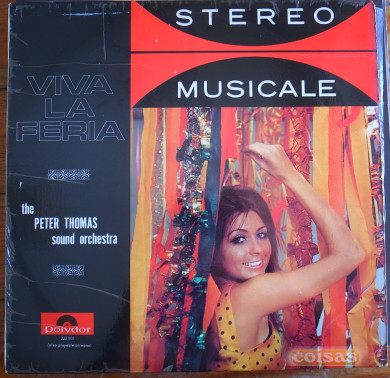 STEREO
MUSICALE
VIVA
LA
FERIA
the
PETER THOMAS
sound orchestra
Polydor
coisas